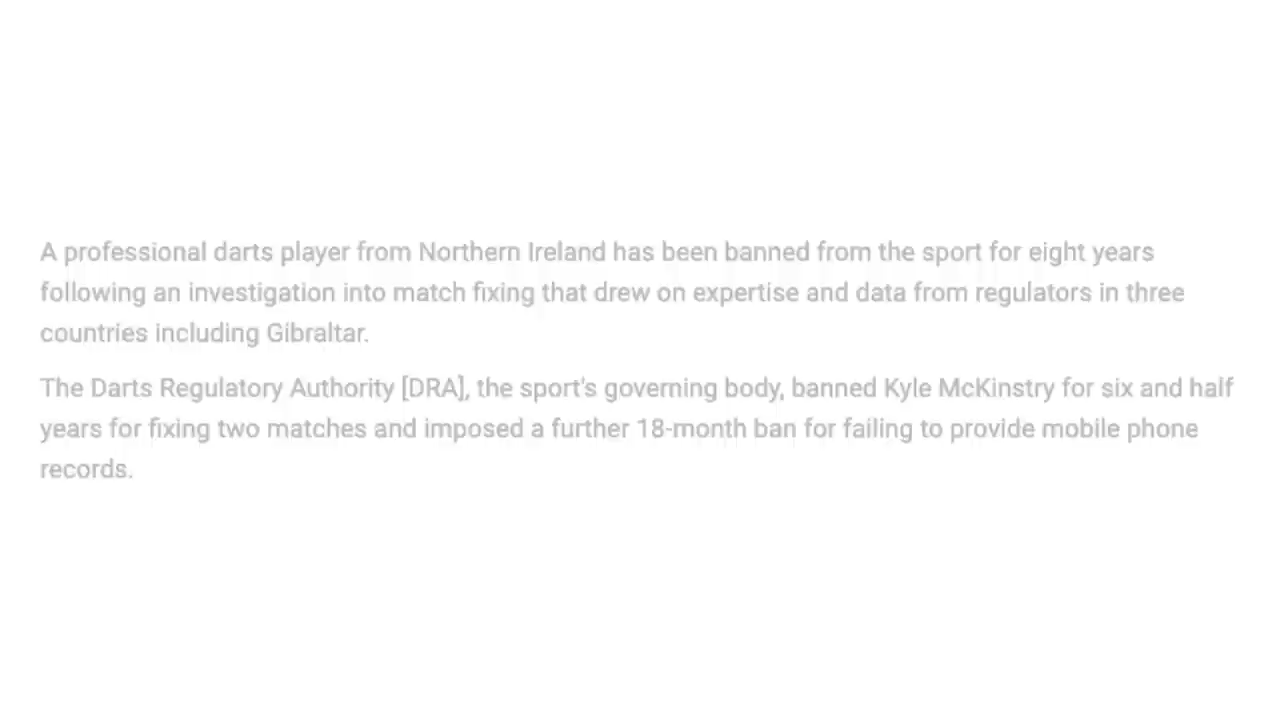 A professional darts player from Northern Ireland has been banned from the sport for eight years
following an investigation into match fixing that drew on expertise and data from regulators in three
countries including Gibraltar.
The Darts Regulatory Authority [DRA], the sport's governing body, banned Kyle McKinstry for six and half
years for fixing two matches and imposed a further 18-month ban for failing to provide mobile phone
records.